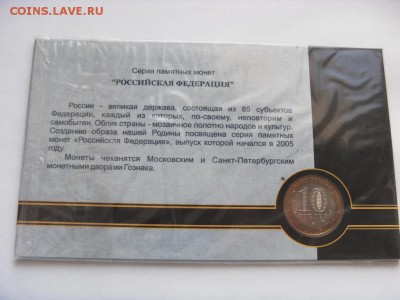 COINS.ЛАВЕ.RU
Серия памятных монет
"РОССИЙСКАЯ ФЕДЕРАЦИЯ"
Россия - великая держава, состоящая из 85 субъектов
Федерации, каждый из которых, по-своему, неповторим и
самобытен. Облик страны - мозаичное полотно народов и культур.
Созданию образа нашей Родины посвящена серия памятных
монет «Российская Федерация», выпуск которой начался в 2005
году.
Монеты чеканятся Московским и Санкт-Петербургским
монетными дворами Гознака.
10